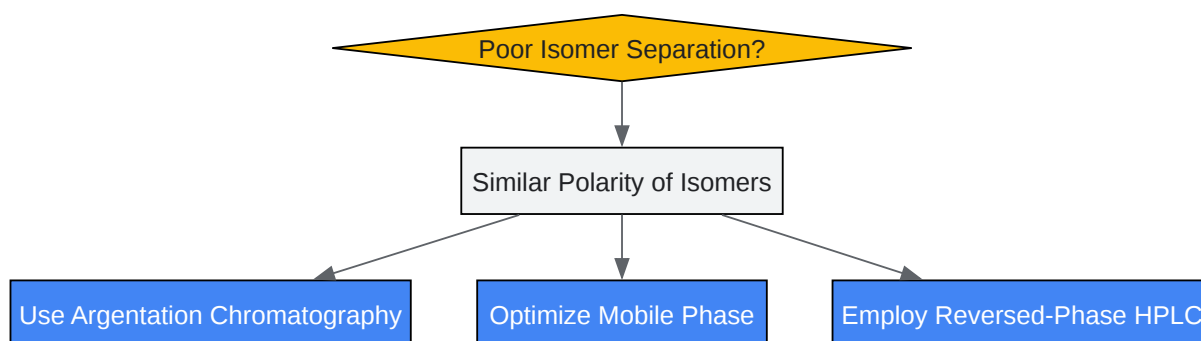 Poor Isomer Separation?
Similar Polarity of Isomers
Use Argentation Chromatography
Optimize Mobile Phase
Employ Reversed-Phase HPLC